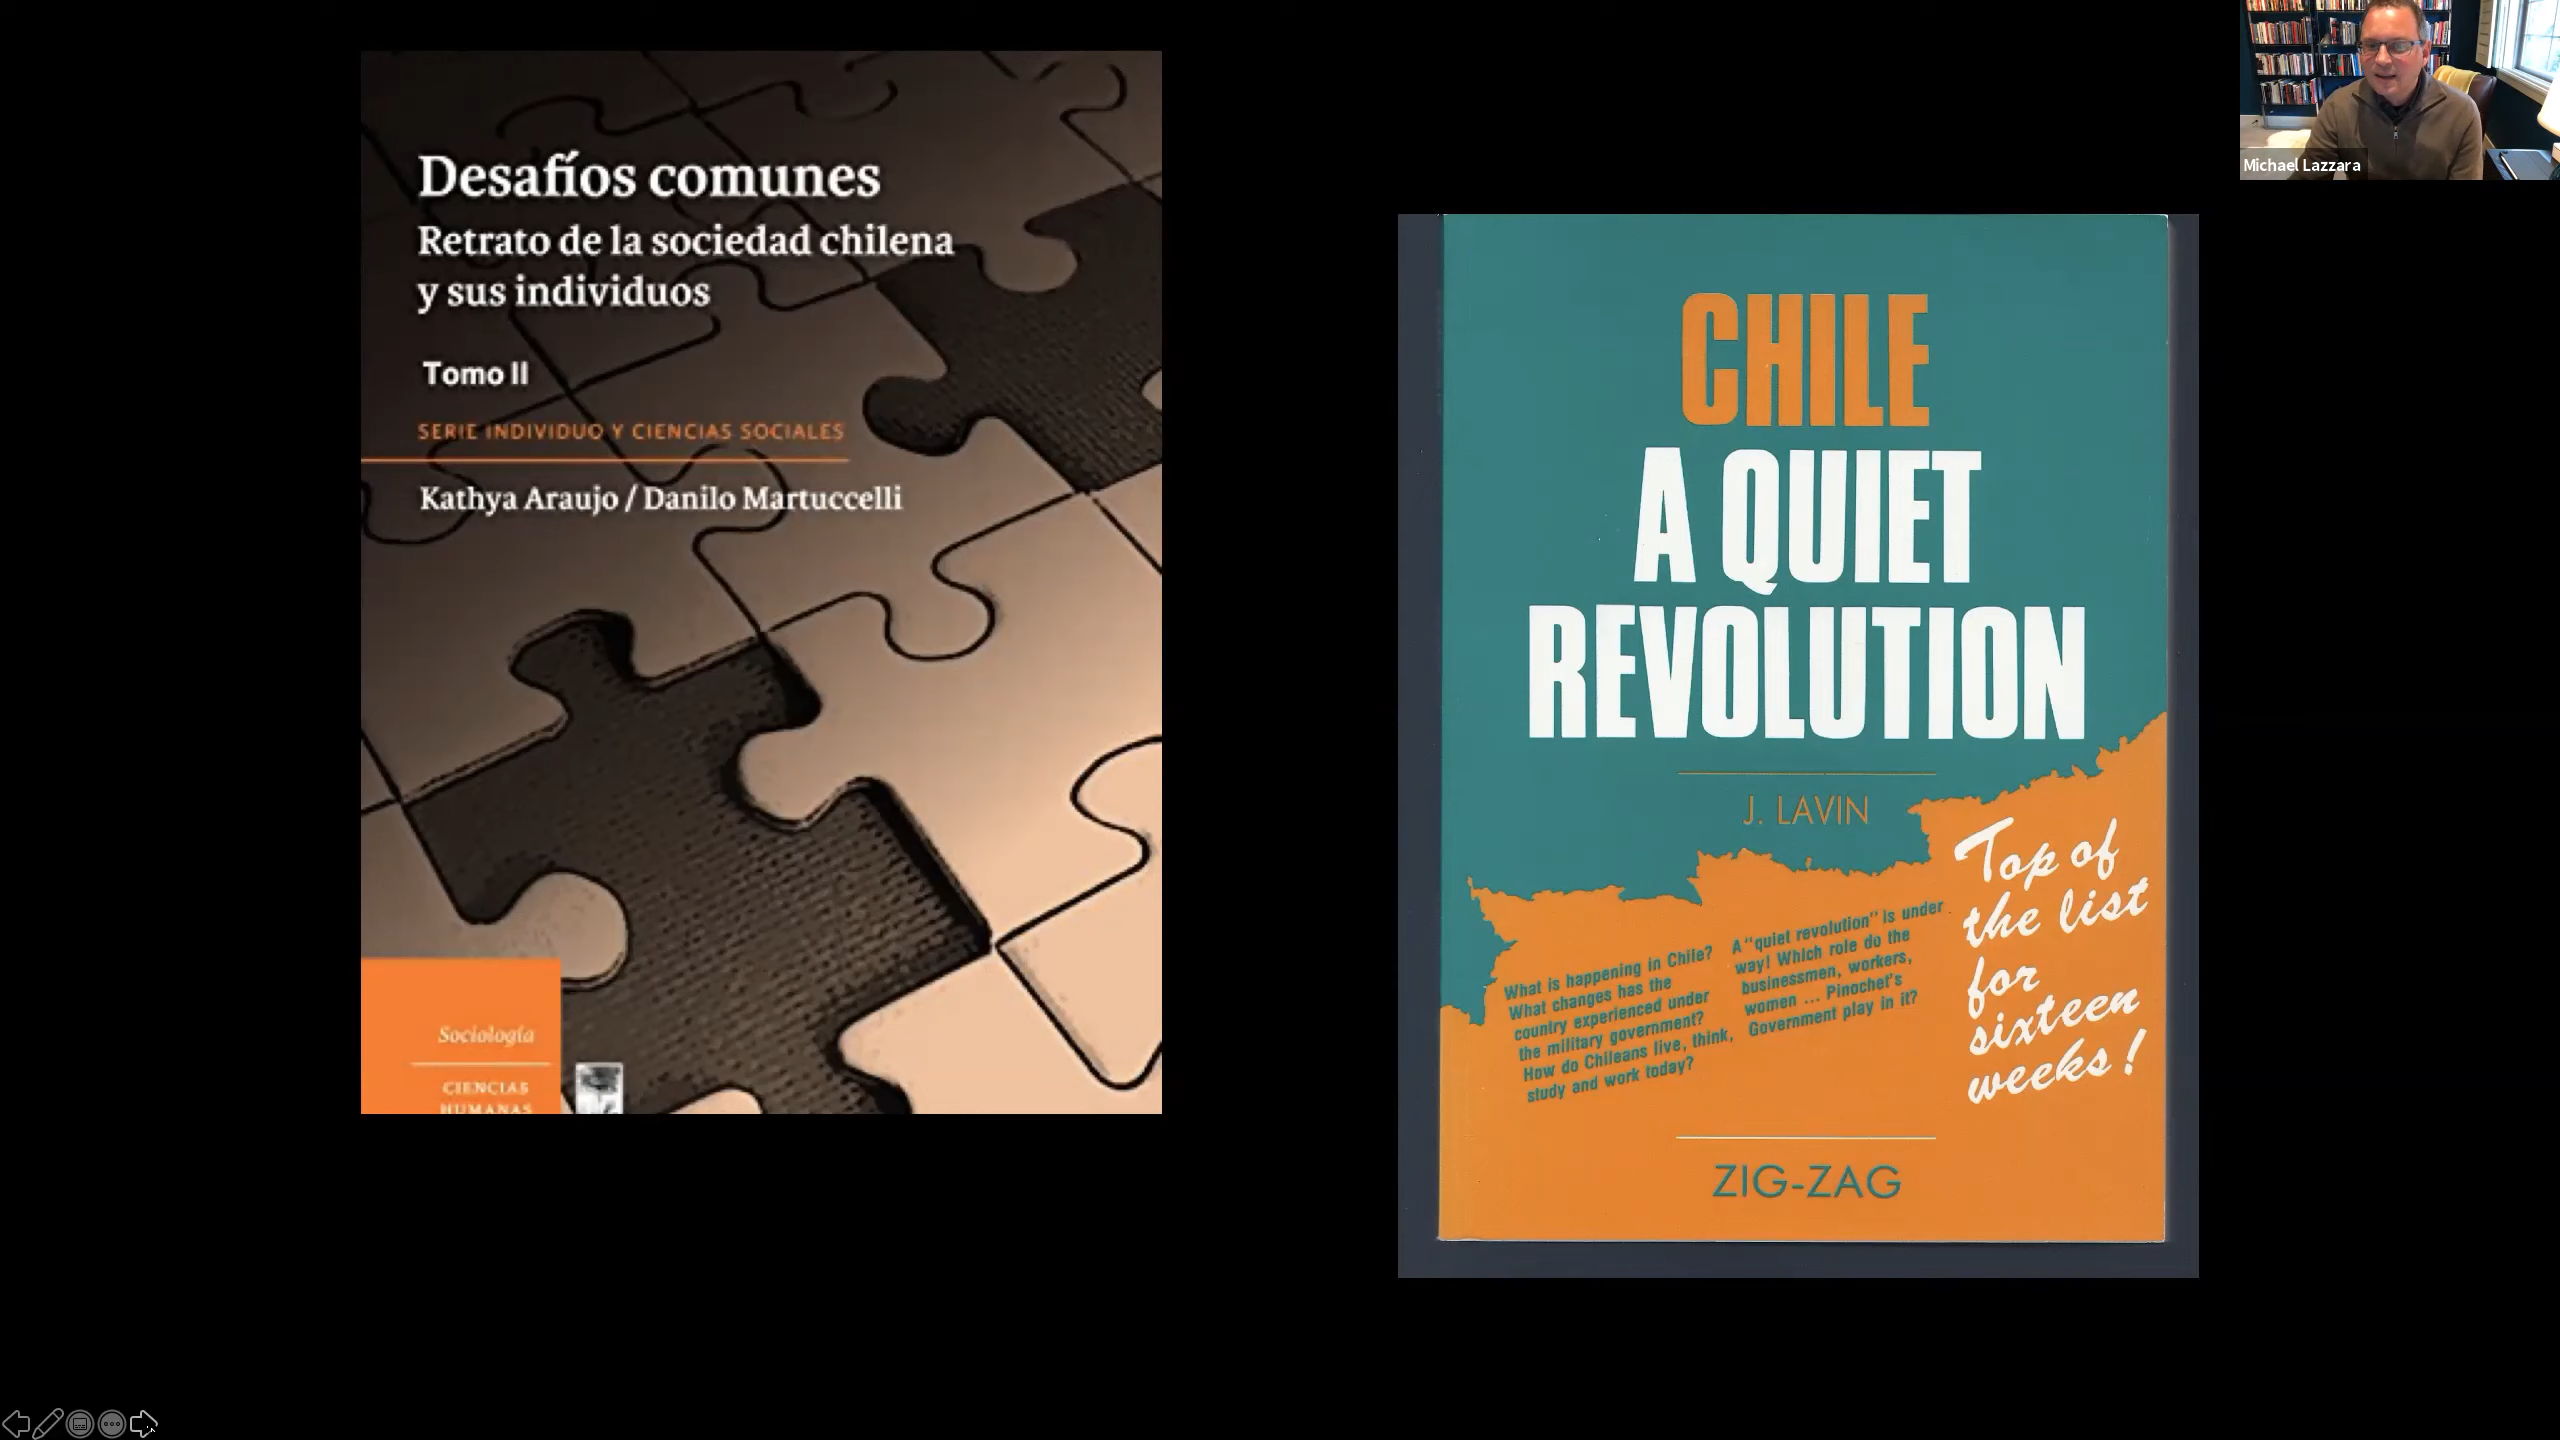 Desafíos comunes
Retrato de la sociedad chilena
y sus individuos
Tomo II
SERIE INDIVIDUO Y CIENCIAS SOCIALES
Kathya Araujo / Danilo Martuccelli
Sociología
CIENCIAS
HUMANAS
Michael Lazzara
CHILE
A QUIET
REVOLUTION
J. LAVIN
Top of
the list
for
sixteen
weeks!
What is happening in Chile?
What changes has the
country experienced under
the military government?
How do Chileans live, think,
study and work today?
A "quiet revolution" is under
way! Which role do the
businessmen, workers,
women ... Pinochet's
Government play in it?
ZIG-ZAG